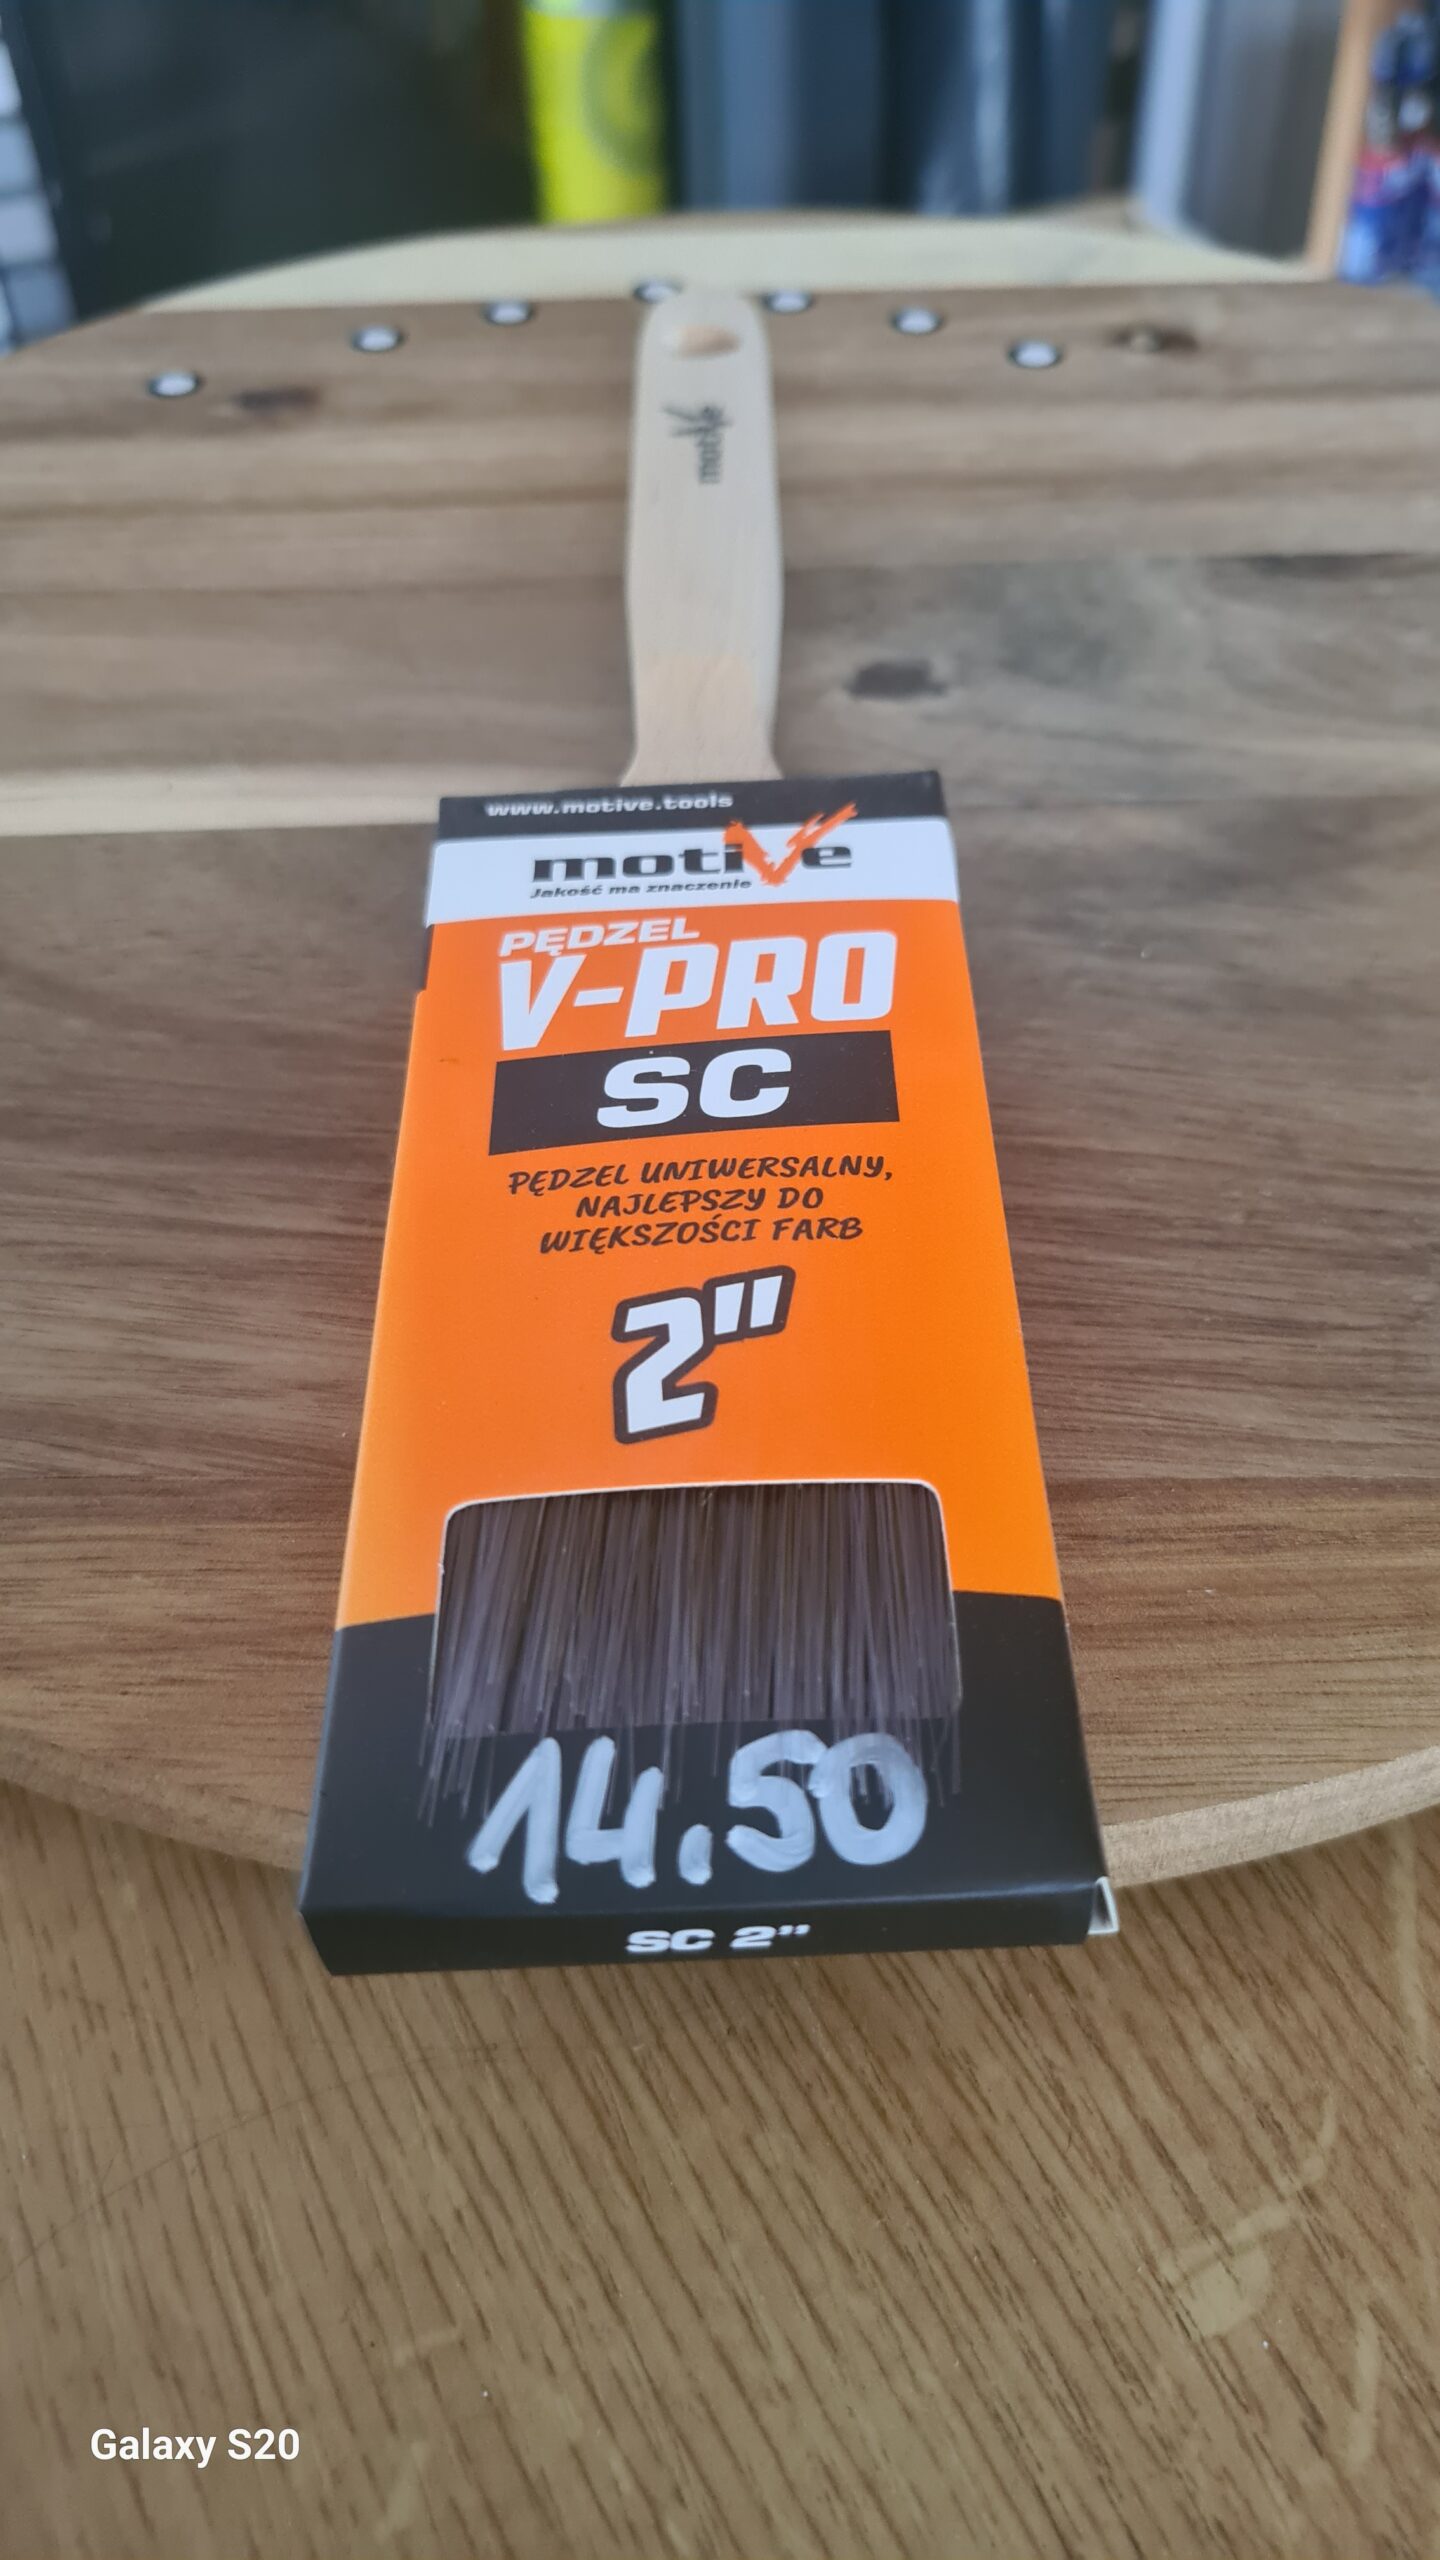 motive
www.motive.tools
motive
Jakość ma znaczenie
PĘDZEL
V-PRO
SC
PĘDZEL UNIWERSALNY,
NAJLEPSZY DO
WIĘKSZOŚCI FARB
2"
14.50
SC 2”
Galaxy S20